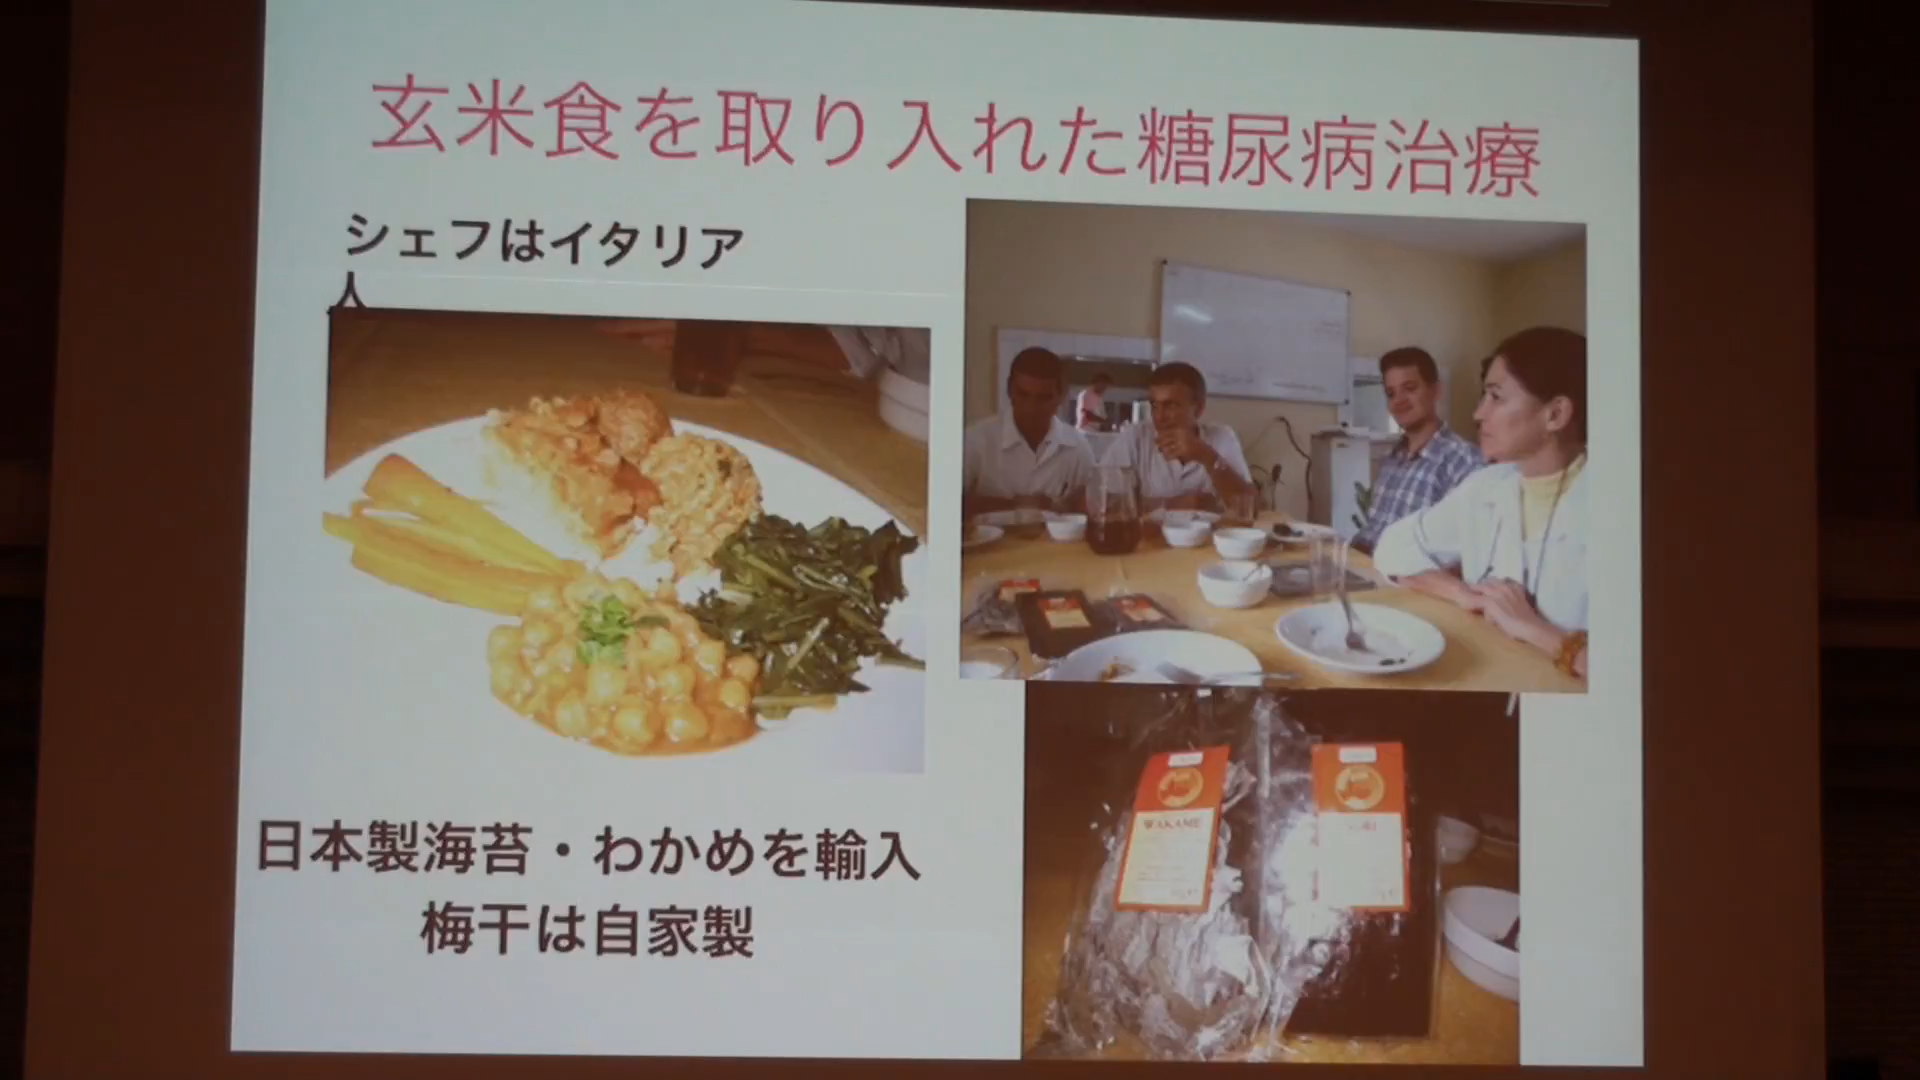 玄米食を取り入れた糖尿病治療
シェフはイタリア
人
日本製海苔・わかめを輸入
梅干は自家製
WAKAME